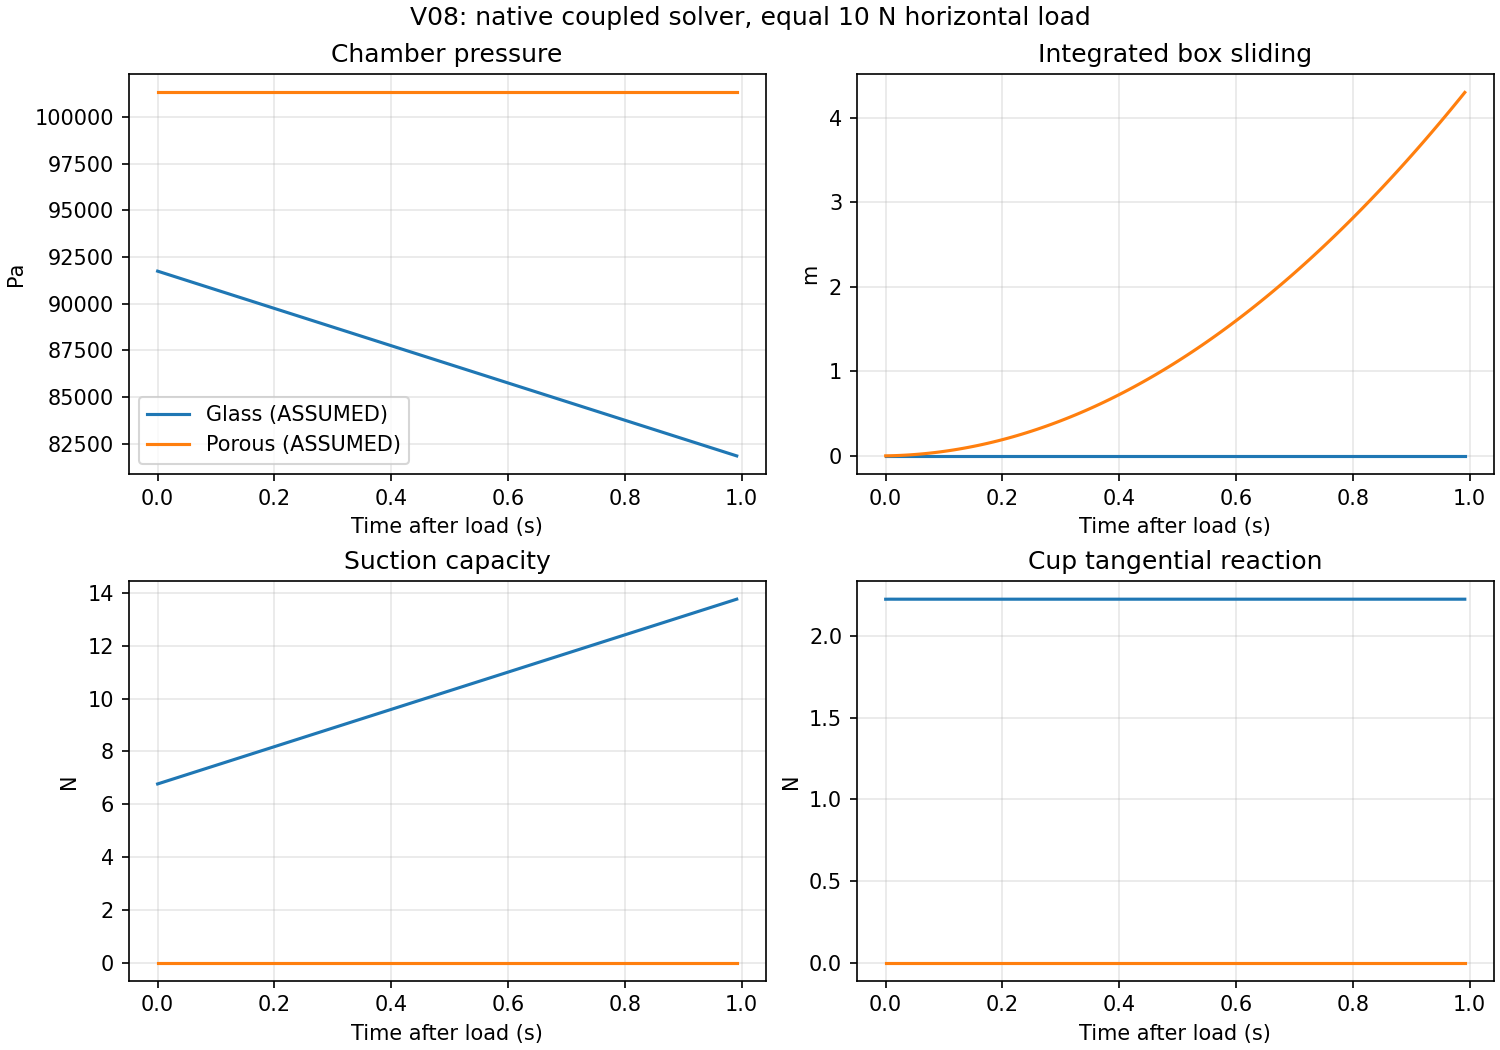 V08: native coupled solver, equal 10 N horizontal load
Chamber pressure
100000
97500
95000
92500
90000
87500
85000
82500
Pa
Glass (ASSUMED)
Porous (ASSUMED)
0.0 0.2 0.4 0.6 0.8 1.0
Time after load (s)
Integrated box sliding
4
3
2
1
0
m
0.0 0.2 0.4 0.6 0.8 1.0
Time after load (s)
Suction capacity
14
12
10
8
6
4
2
0
N
0.0 0.2 0.4 0.6 0.8 1.0
Time after load (s)
Cup tangential reaction
2.0
1.5
1.0
0.5
0.0
N
0.0 0.2 0.4 0.6 0.8 1.0
Time after load (s)